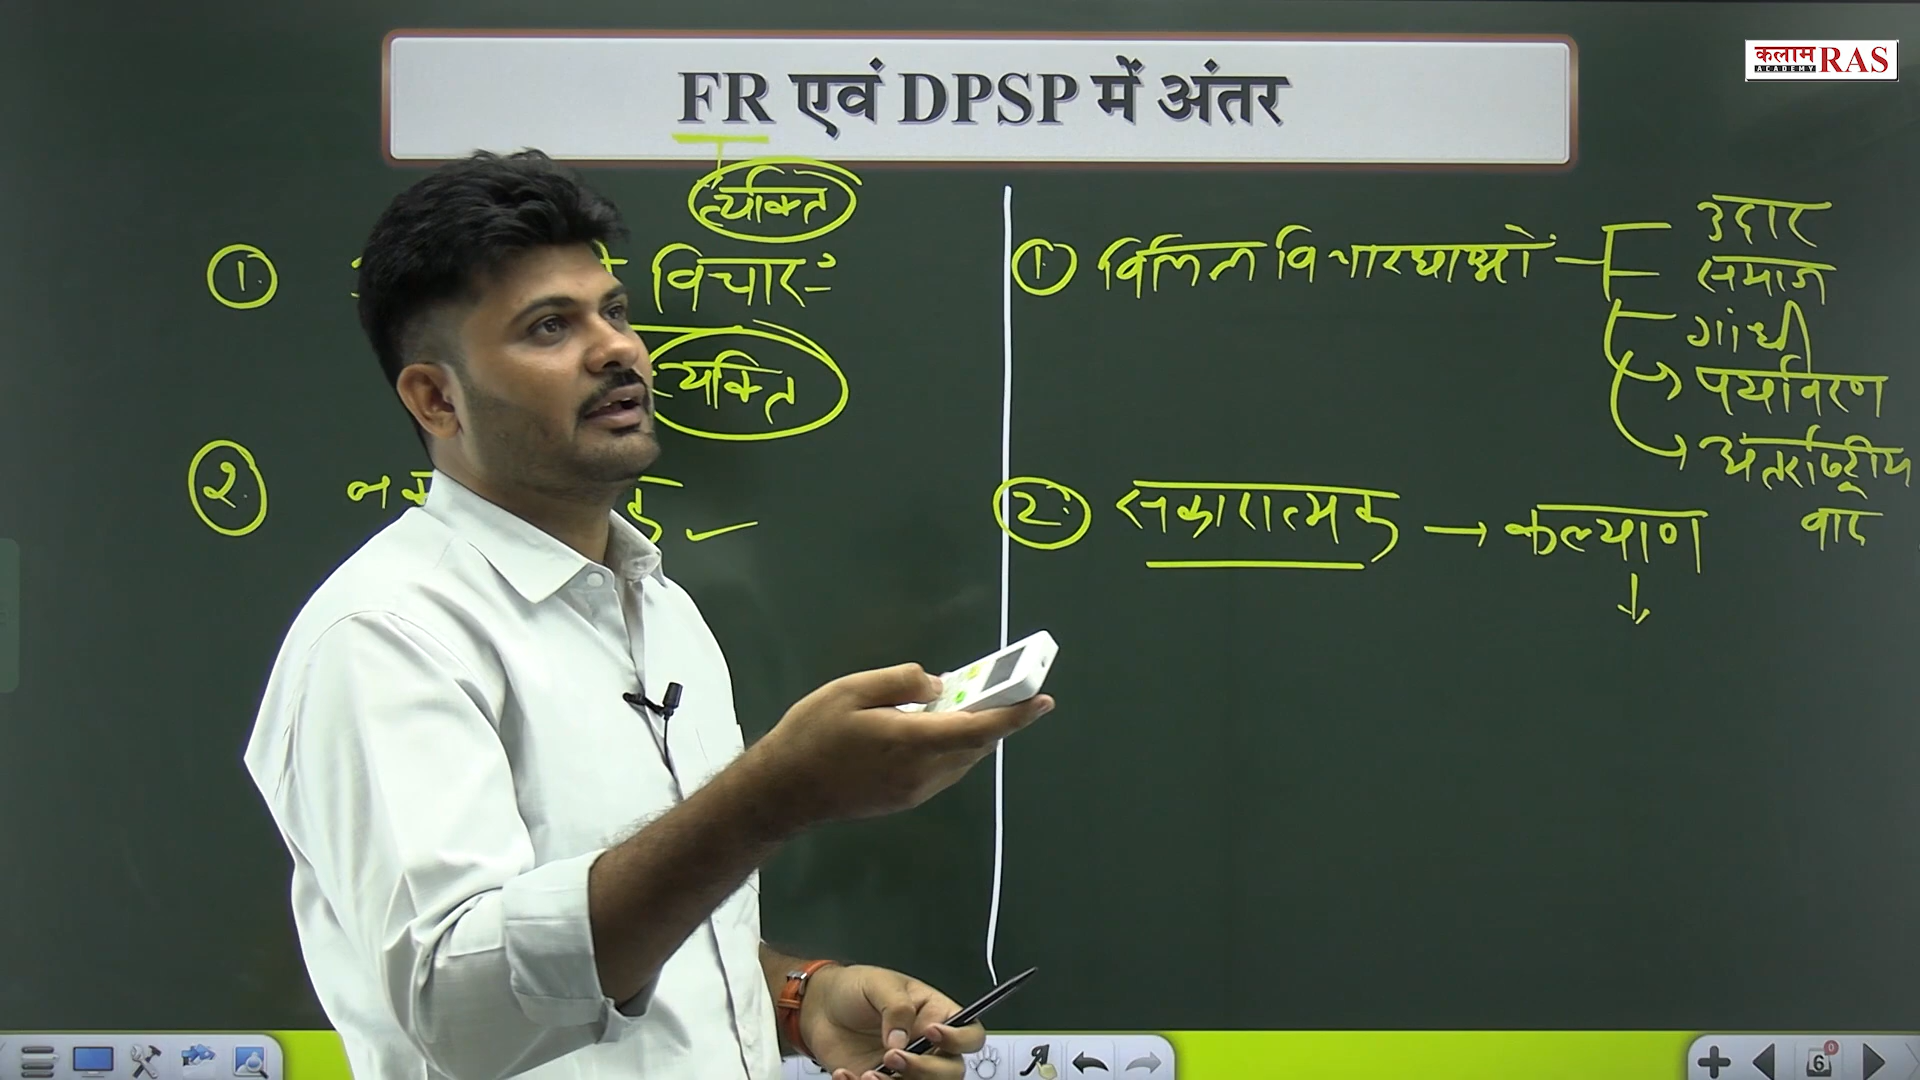 FR एवं DPSP में अंतर
कलाम RAS
ACADEMY
व्यक्ति
1. विचार:-
व्यक्ति
2.
1. विभिन्न विचारधाराओं
उदार
समाज
गांधी
पर्यावरण
अंतर्राष्ट्रीय
वाद
2. सकारात्मक → कल्याण
6